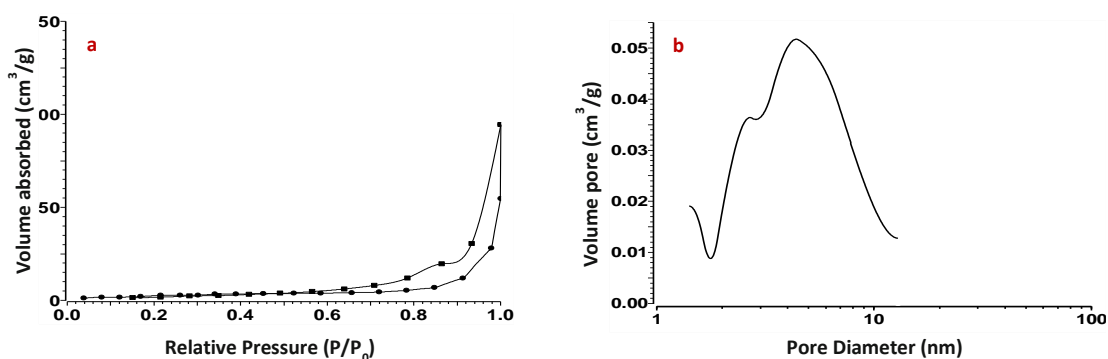 a
Volume absorbed (cm³/g)
50
00
50
00
0.0 0.2 0.4 0.6 0.8 1.0
Relative Pressure (P/P₀)
b
Volume pore (cm³/g)
0.05
0.04
0.03
0.02
0.01
0.00
1 10 100
Pore Diameter (nm)